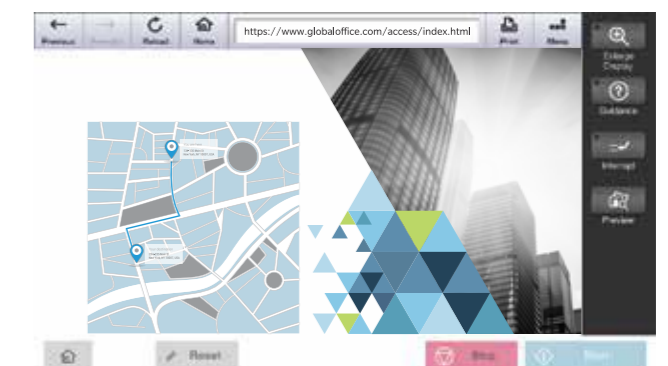 Previous
Reload
Home
https://www.globaloffice.com/access/index.html
Print
Menu
Enlarge
Display
Guidance
Interrupt
Preview
Reset
Stop
Start